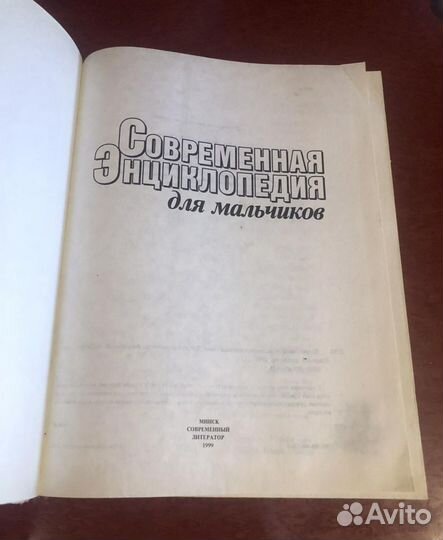 СОВРЕМЕННАЯ
ЭНЦИКЛОПЕДИЯ
для мальчиков
МИНСК
СОВРЕМЕННЫЙ
ЛИТЕРАТОР
1999
Avito